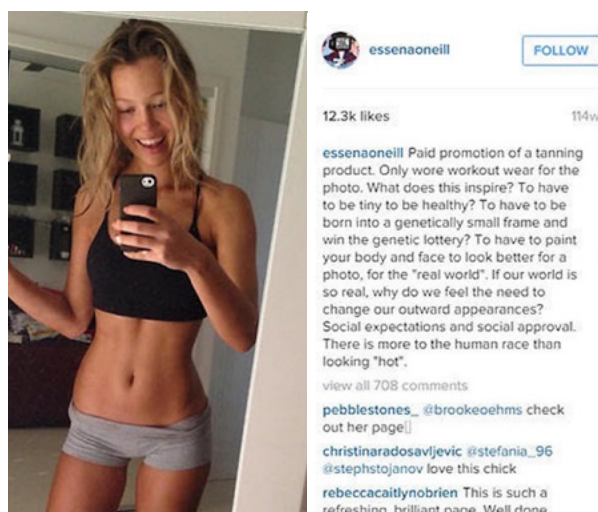 essenaoneill
FOLLOW
12.3k likes
114w
essenaoneill Paid promotion of a tanning
product. Only wore workout wear for the
photo. What does this inspire? To have
to be tiny to be healthy? To have to be
born into a genetically small frame and
win the genetic lottery? To have to paint
your body and face to look better for a
photo, for the "real world". If our world is
so real, why do we feel the need to
change our outward appearances?
Social expectations and social approval.
There is more to the human race than
looking "hot".
view all 708 comments
pebblestones_ @brookeoehms check
out her page
christinaradosavljevic @stefania_96
@stephstojanov love this chick
rebeccacaitlynobrien This is such a
refreshing, brilliant page. Well done